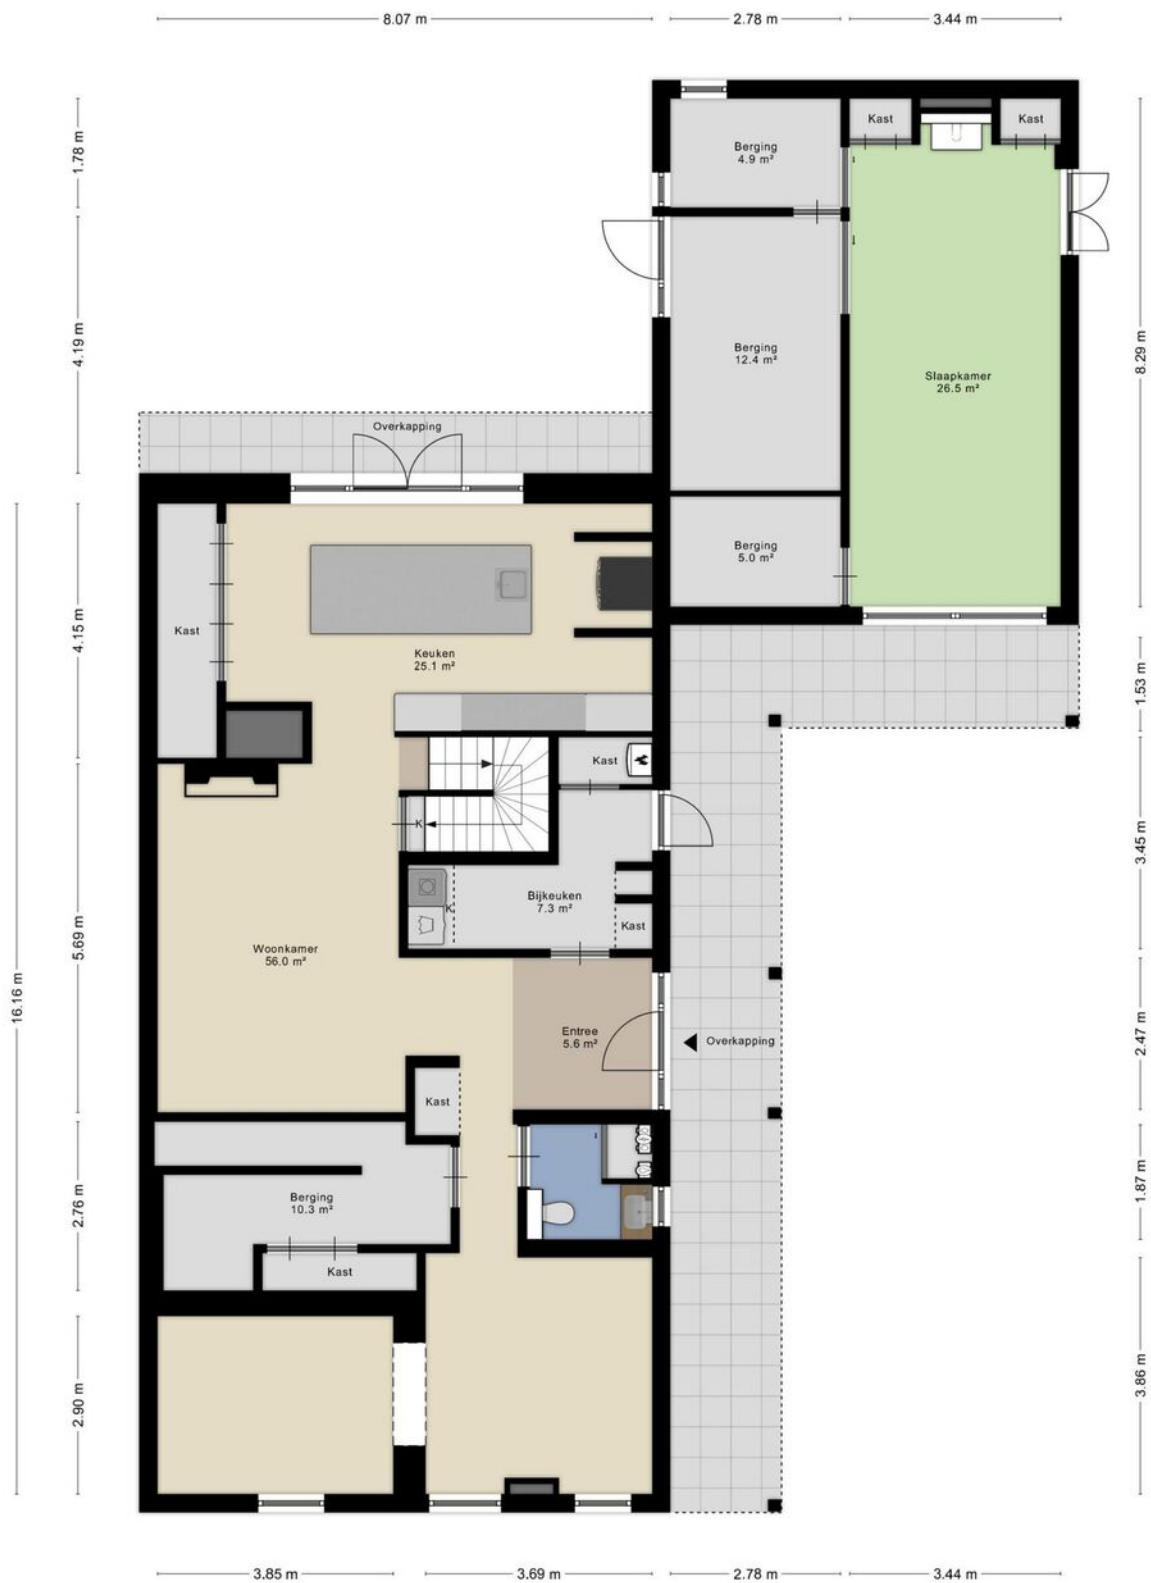 8.07 m
2.78 m
3.44 m
1.78 m
4.19 m
4.15 m
5.69 m
2.76 m
2.90 m
16.16 m
8.29 m
1.53 m
3.45 m
2.47 m
1.87 m
3.86 m
Kast
Kast
Berging
4.9 m²
Berging
12.4 m²
Slaapkamer
26.5 m²
Overkapping
Berging
5.0 m²
Kast
Keuken
25.1 m²
Kast
K
Bijkeuken
7.3 m²
K
Kast
Woonkamer
56.0 m²
Entree
5.6 m²
Overkapping
Kast
Berging
10.3 m²
Kast
3.85 m
3.69 m
2.78 m
3.44 m